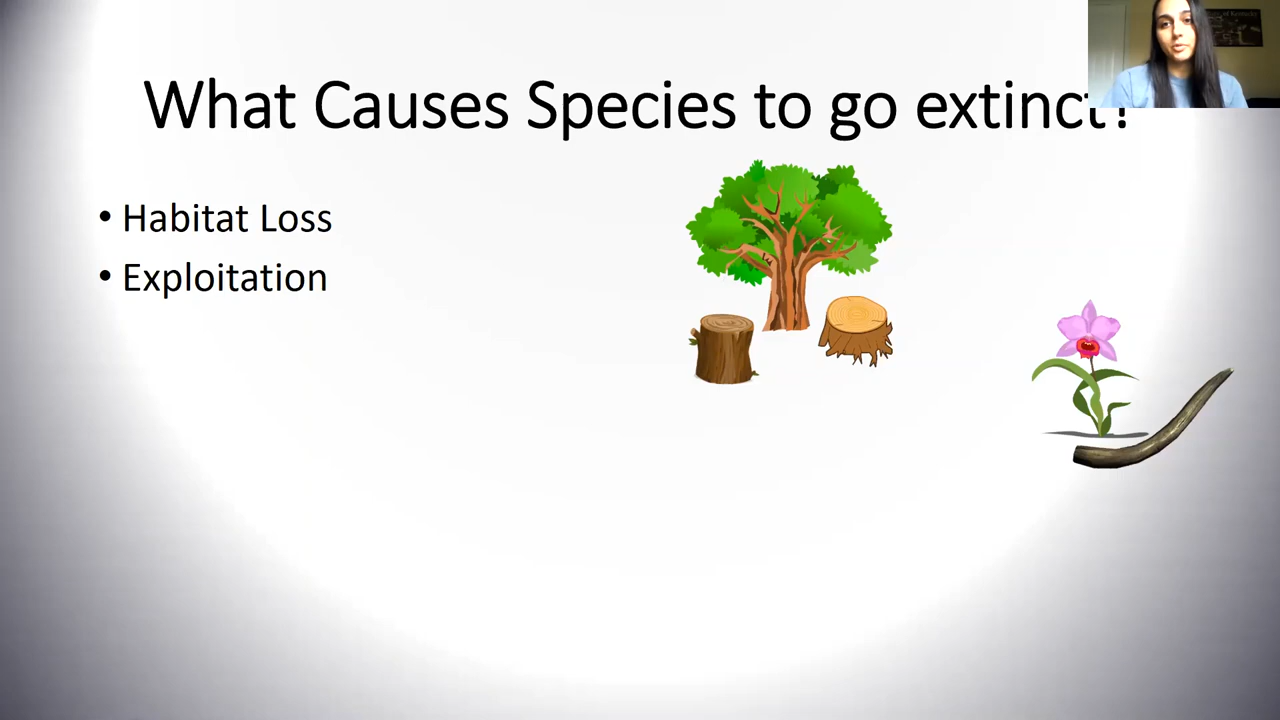 What Causes Species to go extinct?
• Habitat Loss
• Exploitation